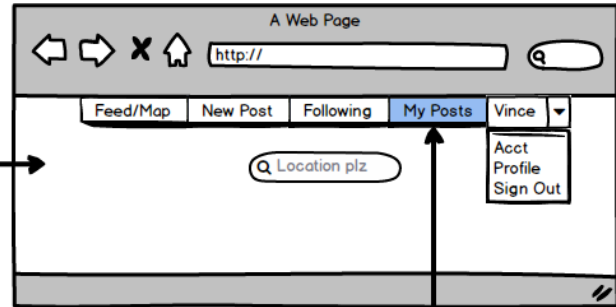 A Web Page
http://
Feed/Map New Post Following My Posts Vince
Location plz
Acct
Profile
Sign Out